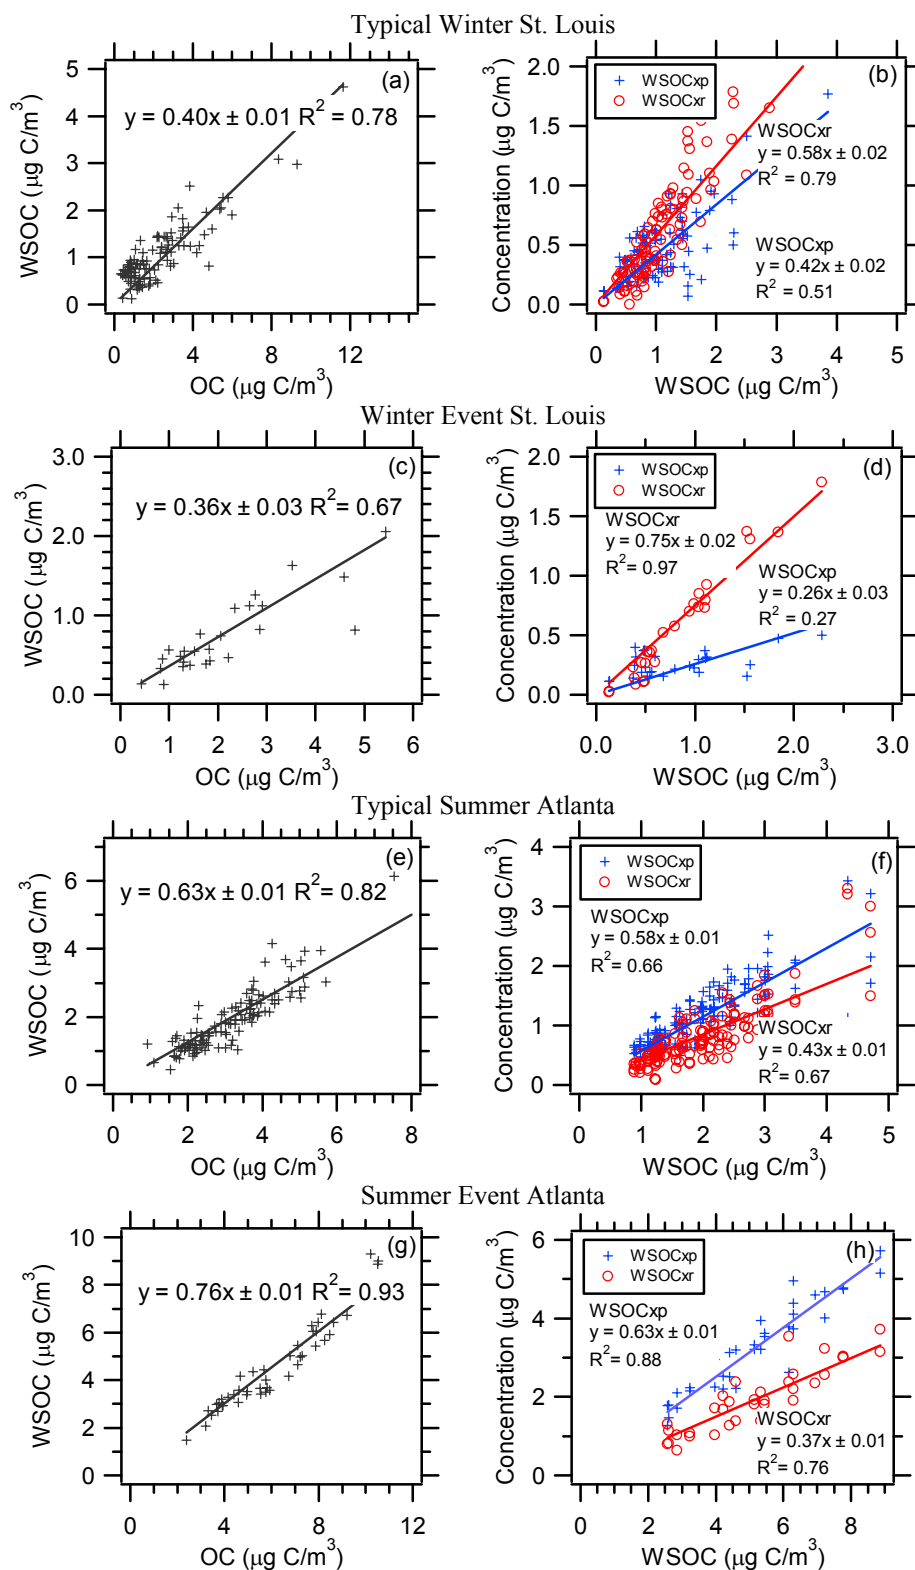 Typical Winter St. Louis
(a)
y = 0.40x ± 0.01 R² = 0.78
WSOC (µg C/m³)
5
4
3
2
1
0
0 4 8 12
OC (µg C/m³)
(b)
WSOCxp
WSOCxr
WSOCxr
y = 0.58x ± 0.02
R² = 0.79
WSOCxp
y = 0.42x ± 0.02
R² = 0.51
Concentration (µg C/m³)
2.0
1.5
1.0
0.5
0.0
0 1 2 3 4 5
WSOC (µg C/m³)
Winter Event St. Louis
(c)
y = 0.36x ± 0.03 R² = 0.67
WSOC (µg C/m³)
3.0
2.0
1.0
0.0
0 1 2 3 4 5 6
OC (µg C/m³)
(d)
WSOCxp
WSOCxr
WSOCxr
y = 0.75x ± 0.02
R² = 0.97
WSOCxp
y = 0.26x ± 0.03
R² = 0.27
Concentration (µg C/m³)
2.0
1.5
1.0
0.5
0.0
0.0 1.0 2.0 3.0
WSOC (µg C/m³)
Typical Summer Atlanta
(e)
y = 0.63x ± 0.01 R² = 0.82
WSOC (µg C/m³)
6
4
2
0
0 2 4 6 8
OC (µg C/m³)
(f)
WSOCxp
WSOCxr
WSOCxp
y = 0.58x ± 0.01
R² = 0.66
WSOCxr
y = 0.43x ± 0.01
R² = 0.67
Concentration (µg C/m³)
4
3
2
1
0
1 2 3 4 5
WSOC (µg C/m³)
Summer Event Atlanta
(g)
y = 0.76x ± 0.01 R² = 0.93
WSOC (µg C/m³)
10
8
6
4
2
0
0 4 8 12
OC (µg C/m³)
(h)
WSOCxp
WSOCxr
WSOCxp
y = 0.63x ± 0.01
R² = 0.88
WSOCxr
y = 0.37x ± 0.01
R² = 0.76
Concentration (µg C/m³)
6
5
4
3
2
1
0
0 2 4 6 8
WSOC (µg C/m³)